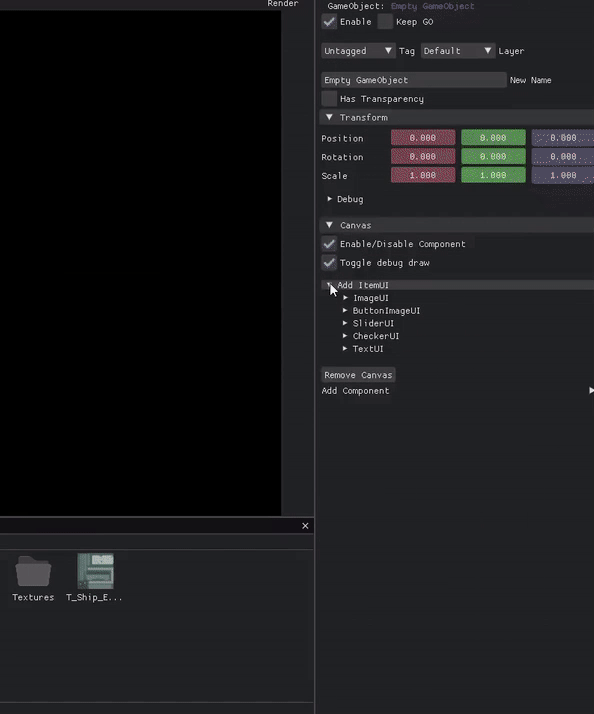 Render
GameObject: Empty GameObject
Enable Keep GO
Untagged Tag Default Layer
Empty GameObject New Name
Has Transparency
Transform
Position 0.000 0.000 0.000
Rotation 0.000 0.000 0.000
Scale 1.000 1.000 1.000
Debug
Canvas
Enable/Disable Component
Toggle debug draw
Add ItemUI
ImageUI
ButtonImageUI
SliderUI
CheckerUI
TextUI
Remove Canvas
Add Component
Textures T_Ship_E...